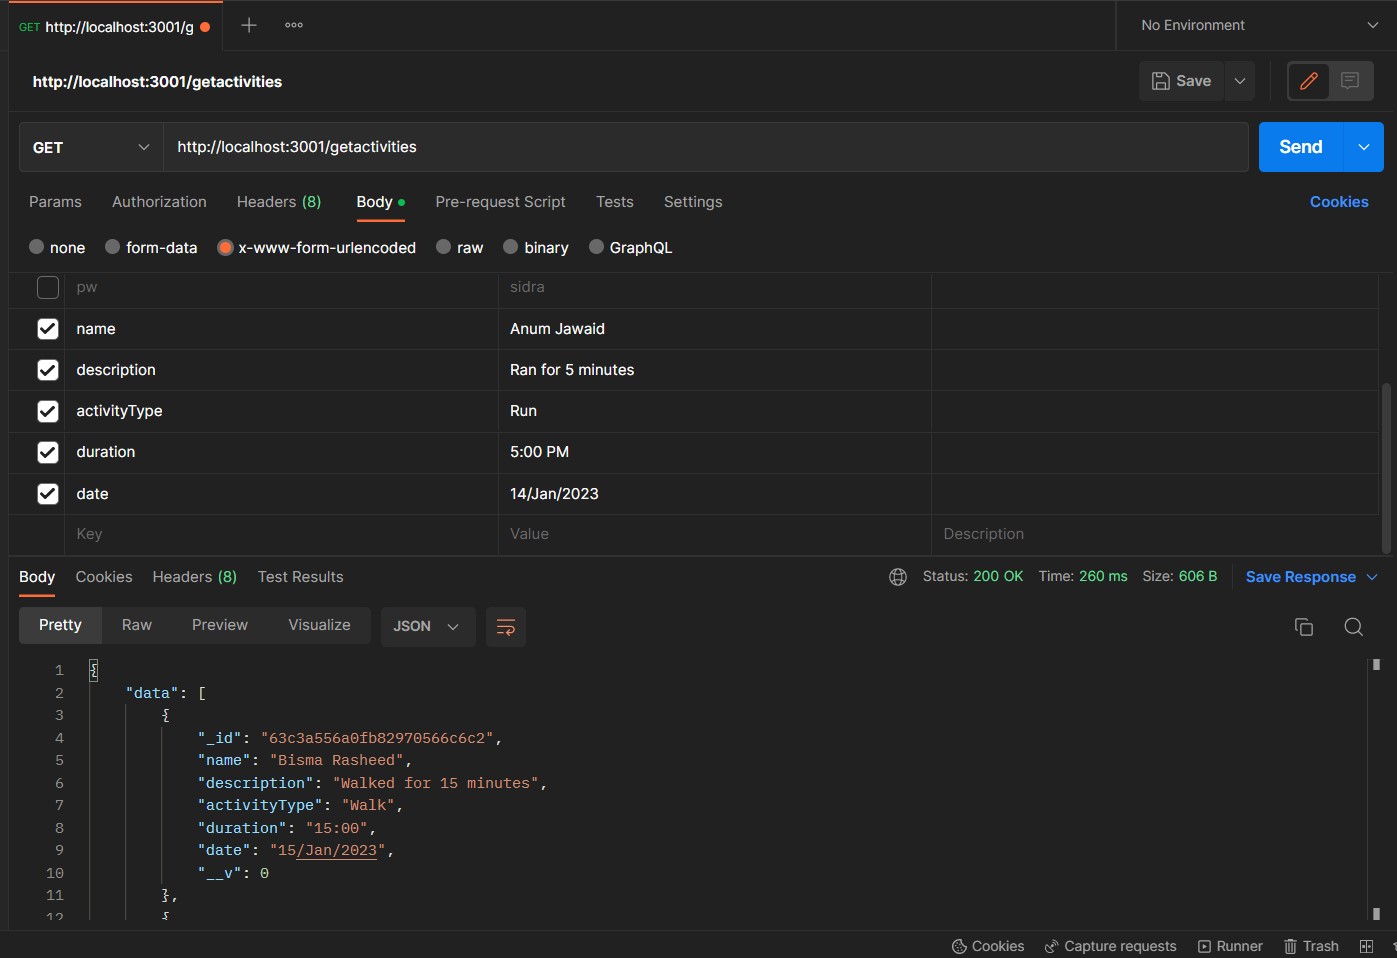 GET http://localhost:3001/g
No Environment
http://localhost:3001/getactivities
Save
GET http://localhost:3001/getactivities Send
Params Authorization Headers (8) Body Pre-request Script Tests Settings Cookies
none form-data x-www-form-urlencoded raw binary GraphQL
pw sidra
name Anum Jawaid
description Ran for 5 minutes
activityType Run
duration 5:00 PM
date 14/Jan/2023
Key Value Description
Body Cookies Headers (8) Test Results Status: 200 OK Time: 260 ms Size: 606 B Save Response
Pretty Raw Preview Visualize JSON
1 {
2 "data": [
3 {
4 "_id": "63c3a556a0fb82970566c6c2",
5 "name": "Bisma Rasheed",
6 "description": "Walked for 15 minutes",
7 "activityType": "Walk",
8 "duration": "15:00",
9 "date": "15/Jan/2023",
10 "__v": 0
11 },
12 {
Cookies Capture requests Runner Trash